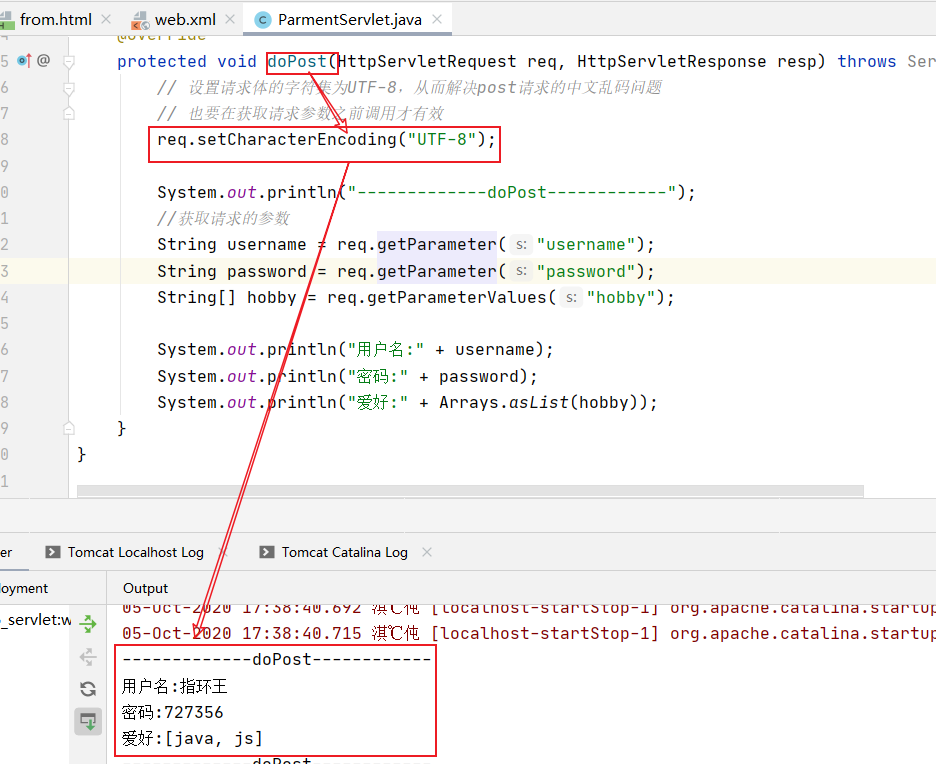 from.html
web.xml
ParmentServlet.java
@Override
5 @ protected void doPost(HttpServletRequest req, HttpServletResponse resp) throws Ser
6 // 设置请求体的字符集为UTF-8，从而解决post请求的中文乱码问题
7 // 也要在获取请求参数之前调用才有效
8 req.setCharacterEncoding("UTF-8");
9
0 System.out.println("-------------doPost------------");
1 //获取请求的参数
2 String username = req.getParameter( s: "username");
3 String password = req.getParameter( s: "password");
4 String[] hobby = req.getParameterValues( s: "hobby");
5
6 System.out.println("用户名:" + username);
7 System.out.println("密码:" + password);
8 System.out.println("爱好:" + Arrays.asList(hobby));
9 }
0 }
1
er
Tomcat Localhost Log
Tomcat Catalina Log
loyment
Output
_servlet:w
05-Oct-2020 17:38:40.692 淇℃伅 [localhost-startStop-1] org.apache.catalina.startup
05-Oct-2020 17:38:40.715 淇℃伅 [localhost-startStop-1] org.apache.catalina.startup
-------------doPost------------
用户名:指环王
密码:727356
爱好:[java, js]
-------------doPost------------